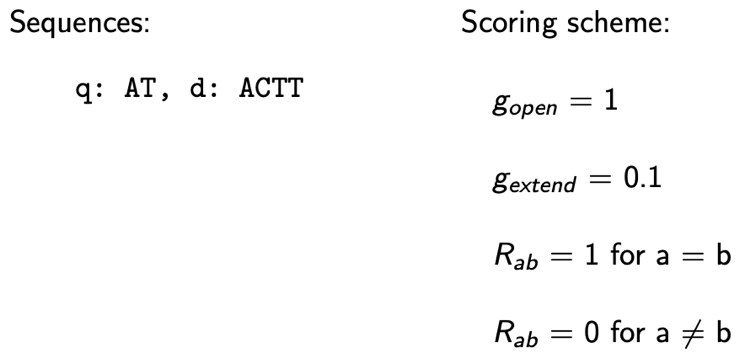 Sequences:
q: AT, d: ACTT
Scoring scheme:
g_open = 1
g_extend = 0.1
R_ab = 1 for a = b
R_ab = 0 for a ≠ b